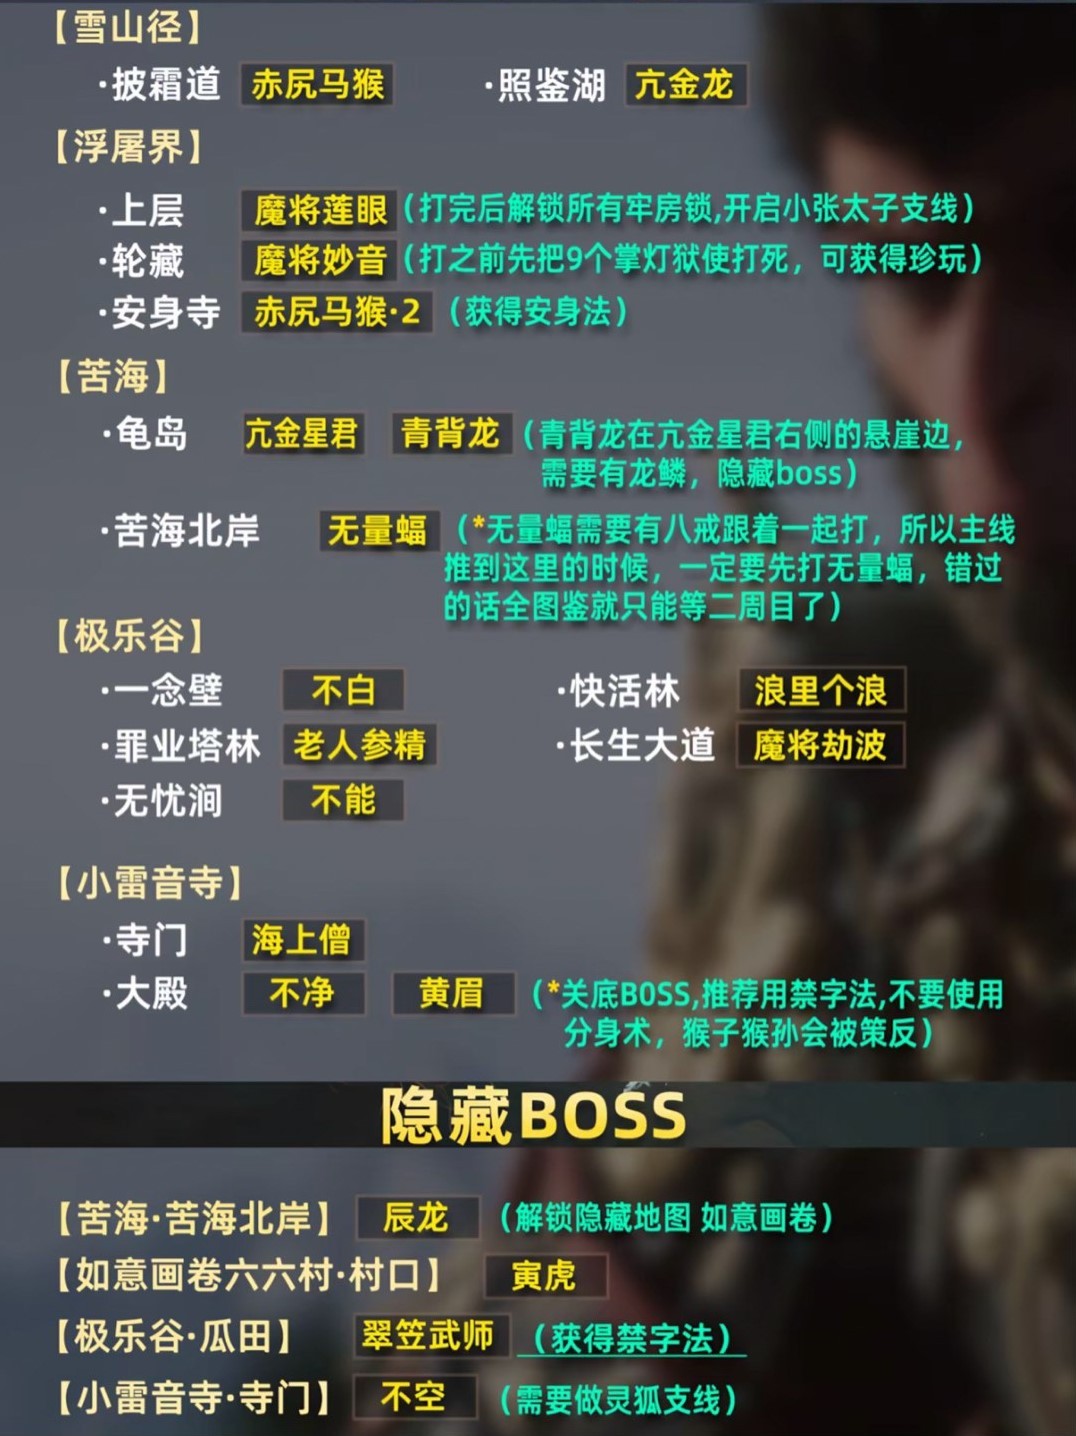 【雪山径】
·披霜道 赤尻马猴 ·照鉴湖 亢金龙
【浮屠界】
·上层 魔将莲眼（打完后解锁所有牢房锁,开启小张太子支线）
·轮藏 魔将妙音（打之前先把9个掌灯狱使打死，可获得珍玩）
·安身寺 赤尻马猴·2（获得安身法）
【苦海】
·龟岛 亢金星君 青背龙（青背龙在亢金星君右侧的悬崖边，
需要有龙鳞，隐藏boss）
·苦海北岸 无量蝠（*无量蝠需要有八戒跟着一起打，所以主线
推到这里的时候，一定要先打无量蝠，错过
的话全图鉴就只能等二周目了）
【极乐谷】
·一念壁 不白 ·快活林 浪里个浪
·罪业塔林 老人参精 ·长生大道 魔将劫波
·无忧涧 不能
【小雷音寺】
·寺门 海上僧
·大殿 不净 黄眉（*关底BOSS,推荐用禁字法,不要使用
分身术，猴子猴孙会被策反）
隐藏BOSS
【苦海·苦海北岸】 辰龙（解锁隐藏地图 如意画卷）
【如意画卷六六村·村口】 寅虎
【极乐谷·瓜田】 翠笠武师（获得禁字法）
【小雷音寺·寺门】 不空（需要做灵狐支线）